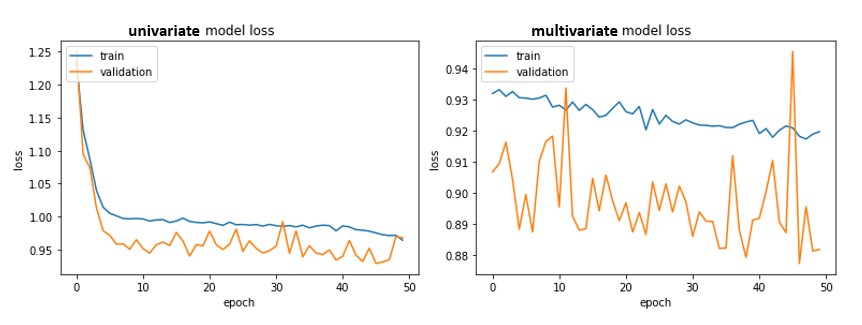 univariate model loss
train
validation
loss
1.25
1.20
1.15
1.10
1.05
1.00
0.95
0 10 20 30 40 50
epoch
multivariate model loss
train
validation
loss
0.94
0.93
0.92
0.91
0.90
0.89
0.88
0 10 20 30 40 50
epoch